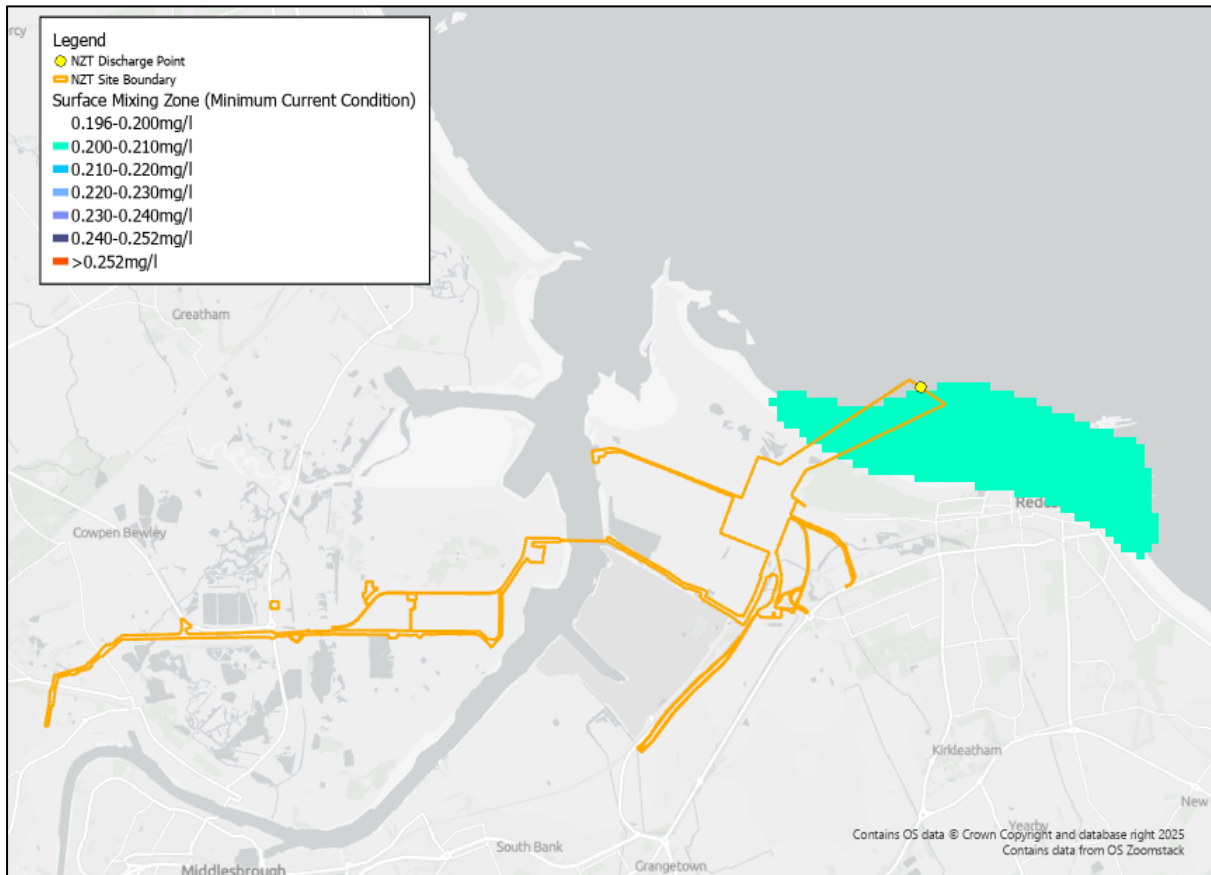 rcy
Legend
NZT Discharge Point
NZT Site Boundary
Surface Mixing Zone (Minimum Current Condition)
0.196-0.200mg/l
0.200-0.210mg/l
0.210-0.220mg/l
0.220-0.230mg/l
0.230-0.240mg/l
0.240-0.252mg/l
>0.252mg/l
Greatham
Cowpen Bewley
Redc
Kirkleatham
New
Yearby
Contains OS data © Crown Copyright and database right 2025
Contains data from OS Zoomstack
South Bank
Grangetown
Middlesbrough